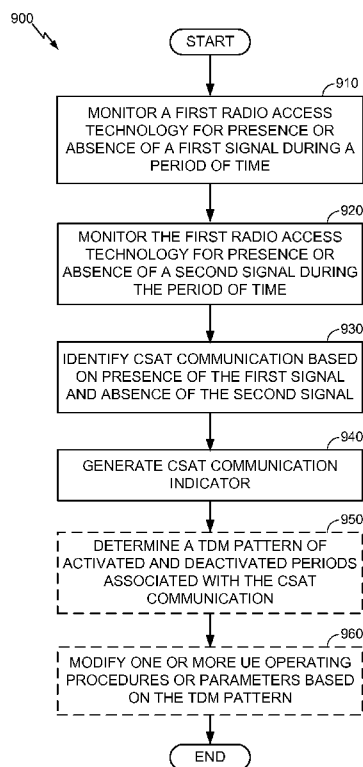 900
START
910
MONITOR A FIRST RADIO ACCESS
TECHNOLOGY FOR PRESENCE OR
ABSENCE OF A FIRST SIGNAL DURING A
PERIOD OF TIME
920
MONITOR THE FIRST RADIO ACCESS
TECHNOLOGY FOR PRESENCE OR
ABSENCE OF A SECOND SIGNAL DURING
THE PERIOD OF TIME
930
IDENTIFY CSAT COMMUNICATION BASED
ON PRESENCE OF THE FIRST SIGNAL
AND ABSENCE OF THE SECOND SIGNAL
940
GENERATE CSAT COMMUNICATION
INDICATOR
950
DETERMINE A TDM PATTERN OF
ACTIVATED AND DEACTIVATED PERIODS
ASSOCIATED WITH THE CSAT
COMMUNICATION
960
MODIFY ONE OR MORE UE OPERATING
PROCEDURES OR PARAMETERS BASED
ON THE TDM PATTERN
END